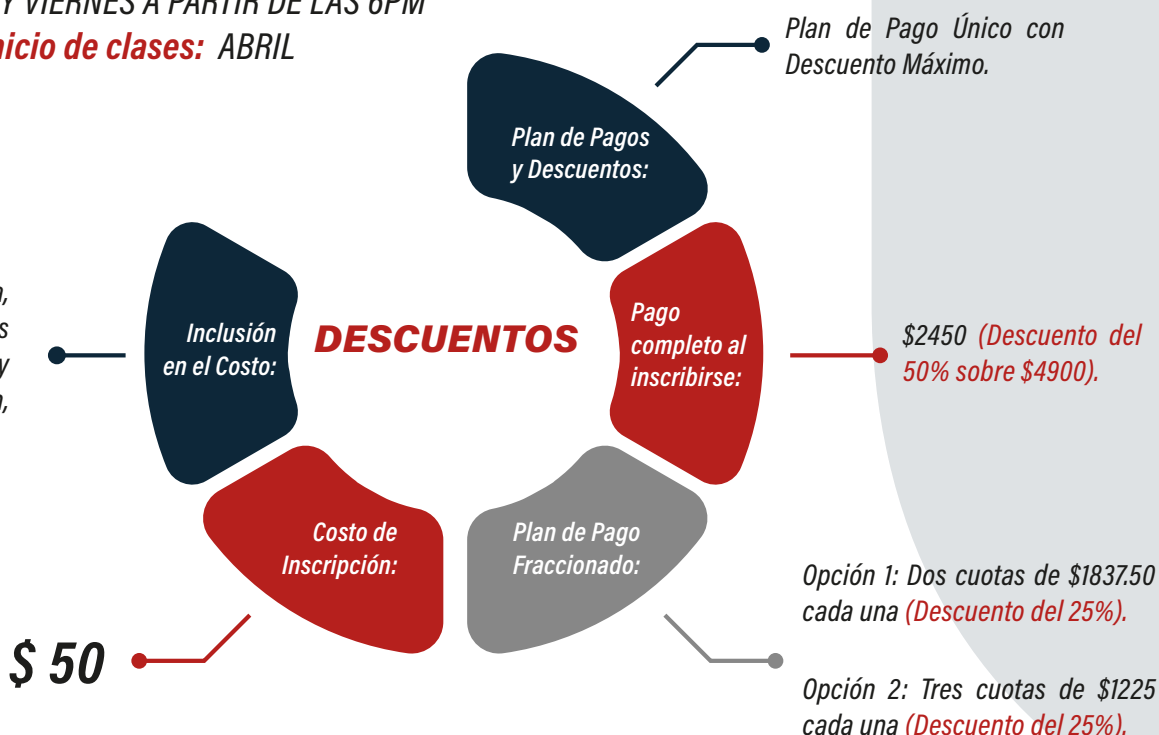 Y VIERNES A PARTIR DE LAS 6PM
nicio de clases: ABRIL
Plan de Pago Único con
Descuento Máximo.
Plan de Pagos
y Descuentos:
Inclusión
en el Costo:
DESCUENTOS
Pago
completo al
inscribirse:
$2450 (Descuento del
50% sobre $4900).
y
Costo de
Inscripción:
$ 50
Plan de Pago
Fraccionado:
Opción 1: Dos cuotas de $1837.50
cada una (Descuento del 25%).
Opción 2: Tres cuotas de $1225
cada una (Descuento del 25%).